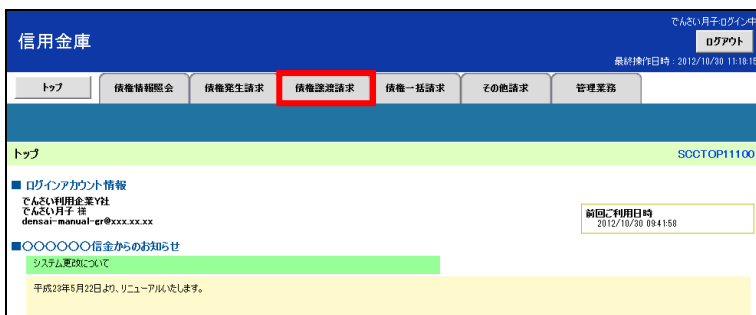 でんさい月子:ログイン中
信用金庫
ログアウト
最終操作日時：2012/10/30 11:18:15
トップ 債権情報照会 債権発生請求 債権譲渡請求 債権一括請求 その他請求 管理業務
トップ SCCTOP11100
■ ログインアカウント情報
でんさい利用企業Y社
でんさい月子 様
densai-manual-gr@xxx.xx.xx
前回ご利用日時
2012/10/30 09:41:58
■〇〇〇〇〇〇信金からのお知らせ
システム更改について
平成23年5月22日より、リニューアルいたします。